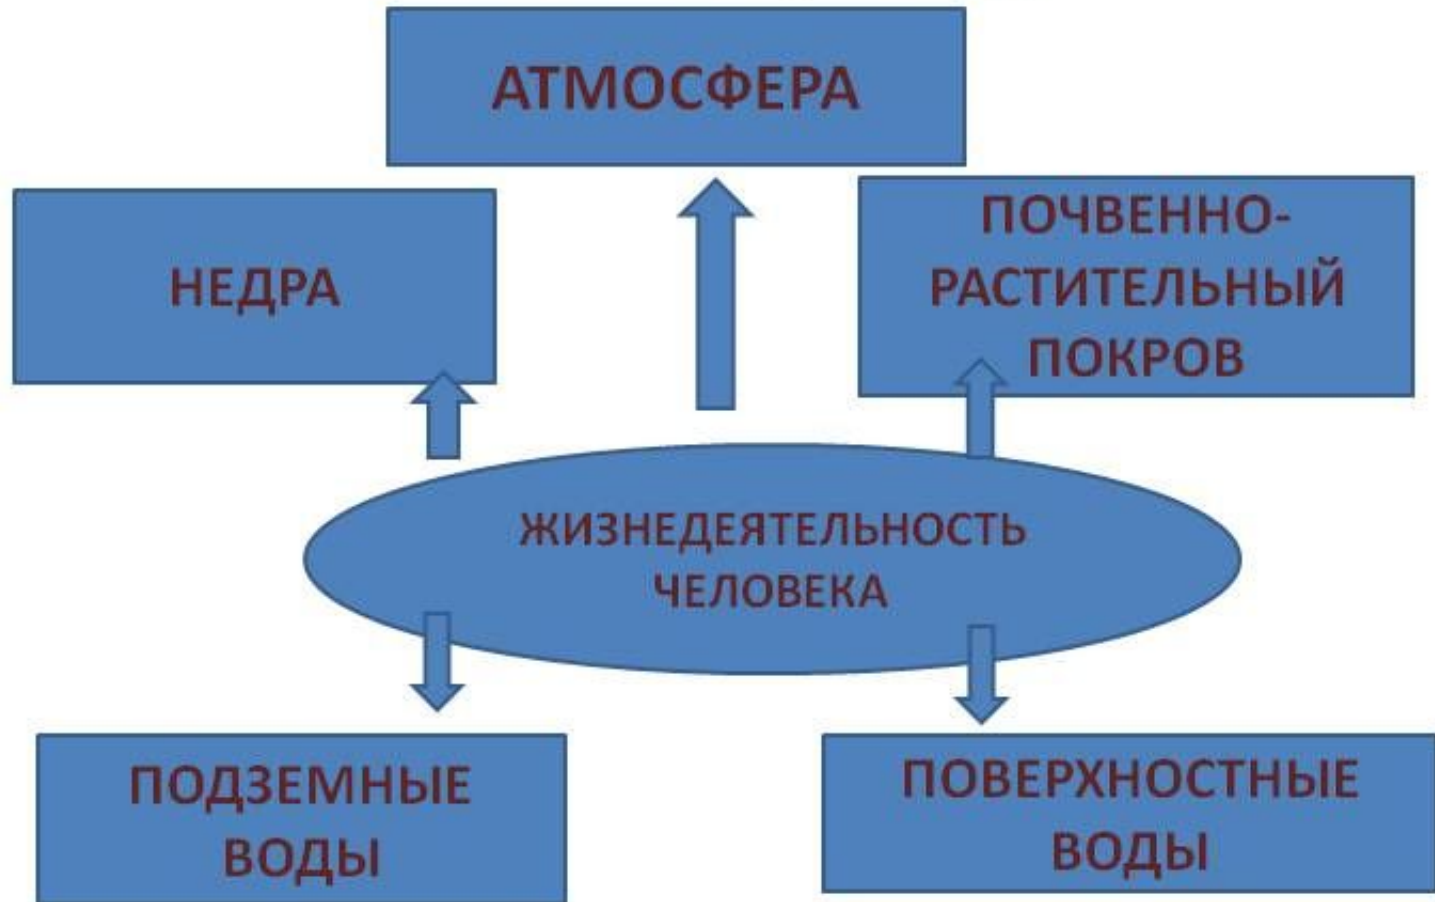 АТМОСФЕРА
НЕДРА
ПОЧВЕННО-
РАСТИТЕЛЬНЫЙ
ПОКРОВ
ЖИЗНЕДЕЯТЕЛЬНОСТЬ
ЧЕЛОВЕКА
ПОДЗЕМНЫЕ
ВОДЫ
ПОВЕРХНОСТНЫЕ
ВОДЫ